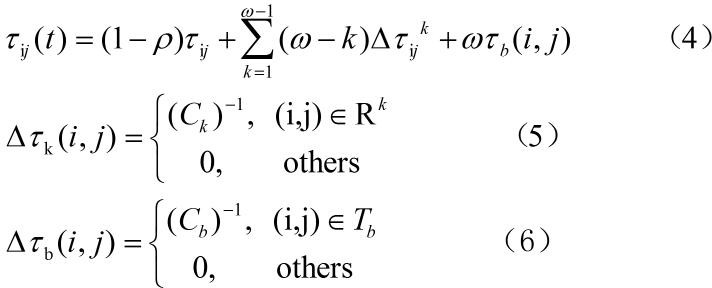 τ_ij(t) = (1−ρ)τ_ij + ∑_{k=1}^{ω−1}(ω−k)Δτ_ij^k + ωτ_b(i,j) (4)
Δτ_k(i,j) = { (C_k)^{−1}, (i,j)∈R^k
0, others (5)
Δτ_b(i,j) = { (C_b)^{−1}, (i,j)∈T_b
0, others (6)